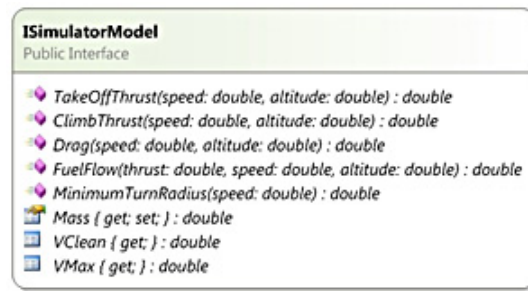 ISimulatorModel
Public Interface
TakeOffThrust(speed: double, altitude: double) : double
ClimbThrust(speed: double, altitude: double) : double
Drag(speed: double, altitude: double) : double
FuelFlow(thrust: double, speed: double, altitude: double) : double
MinimumTurnRadius(speed: double) : double
Mass { get; set; } : double
VClean { get; } : double
VMax { get; } : double